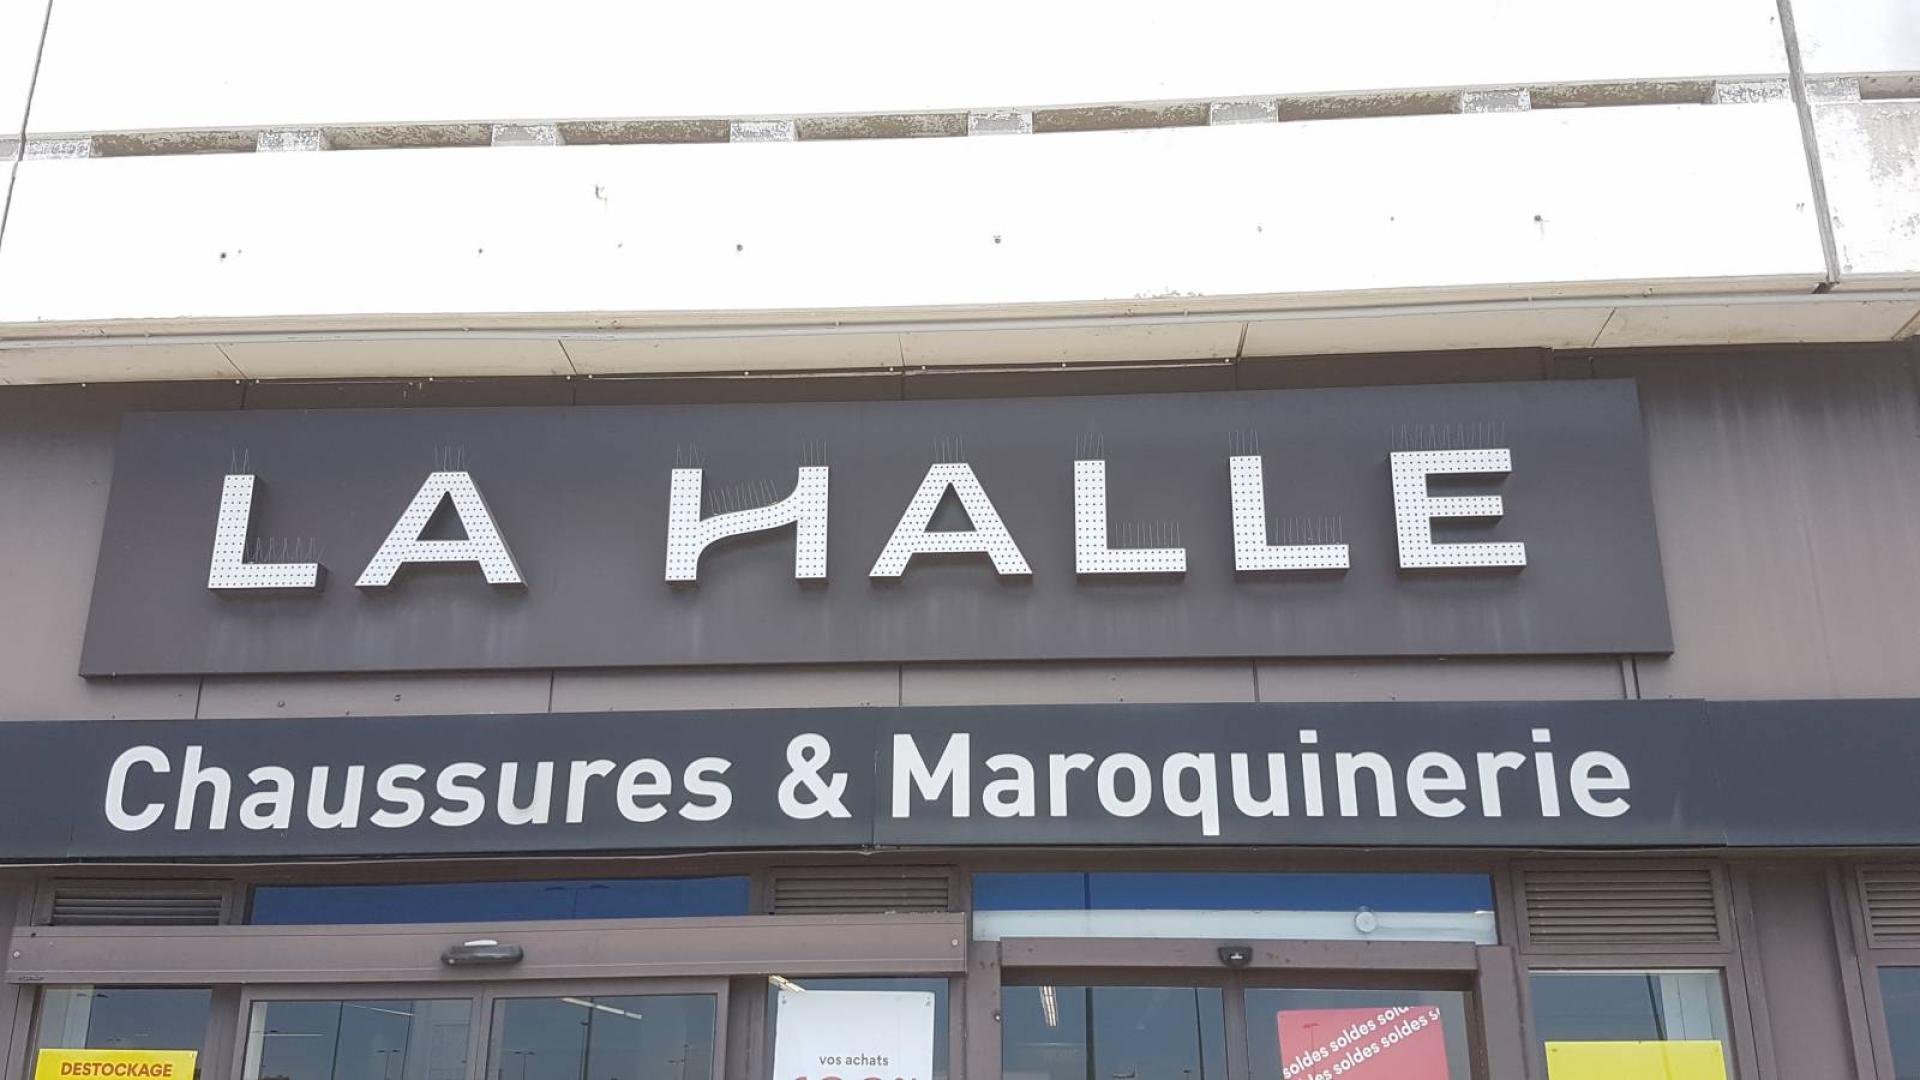 LA HALLE
Chaussures & Maroquinerie
DESTOCKAGE
vos achats
soldes soldes
soldes soldes